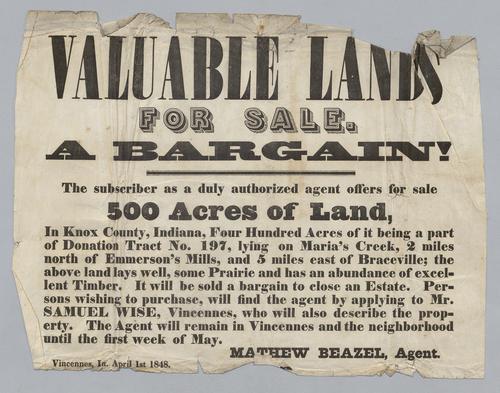 VALUABLE LANDS
FOR SALE.
A BARGAIN!
The subscriber as a duly authorized agent offers for sale
500 Acres of Land,
In Knox County, Indiana, Four Hundred Acres of it being a part
of Donation Tract No. 197, lying on Maria's Creek, 2 miles
north of Emmerson's Mills, and 5 miles east of Braceville; the
above land lays well, some Prairie and has an abundance of excel-
lent Timber. It will be sold a bargain to close an Estate. Per-
sons wishing to purchase, will find the agent by applying to Mr.
SAMUEL WISE, Vincennes, who will also describe the prop-
erty. The Agent will remain in Vincennes and the neighborhood
until the first week of May.
MATHEW BEAZEL, Agent.
Vincennes, Ia. April 1st 1848.